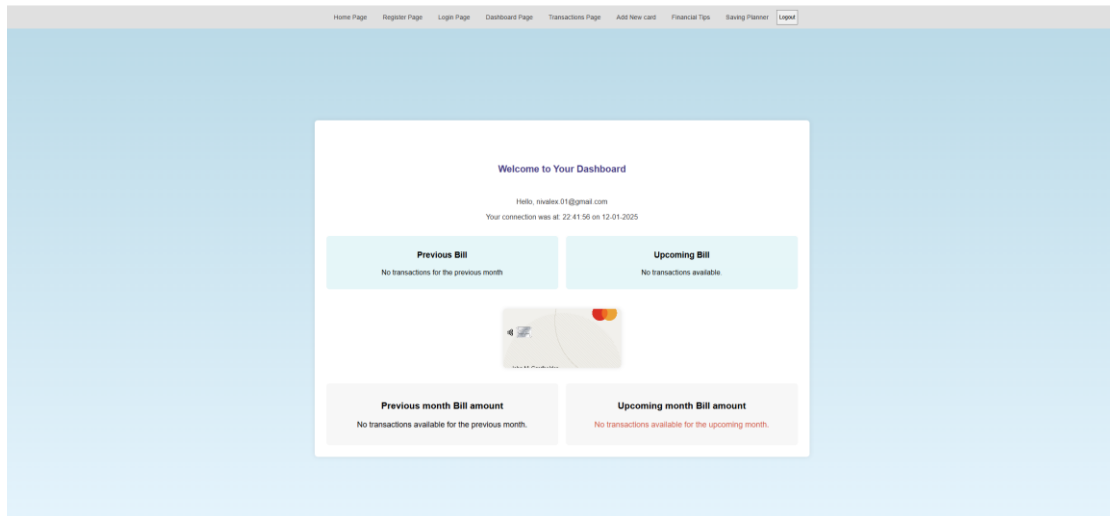 Home Page Register Page Login Page Dashboard Page Transactions Page Add New card Financial Tips Saving Planner Logout
Welcome to Your Dashboard
Hello, nivalex.01@gmail.com
Your connection was at: 22:41:56 on 12-01-2025
Previous Bill
No transactions for the previous month
Upcoming Bill
No transactions available.
Previous month Bill amount
No transactions available for the previous month.
Upcoming month Bill amount
No transactions available for the upcoming month.